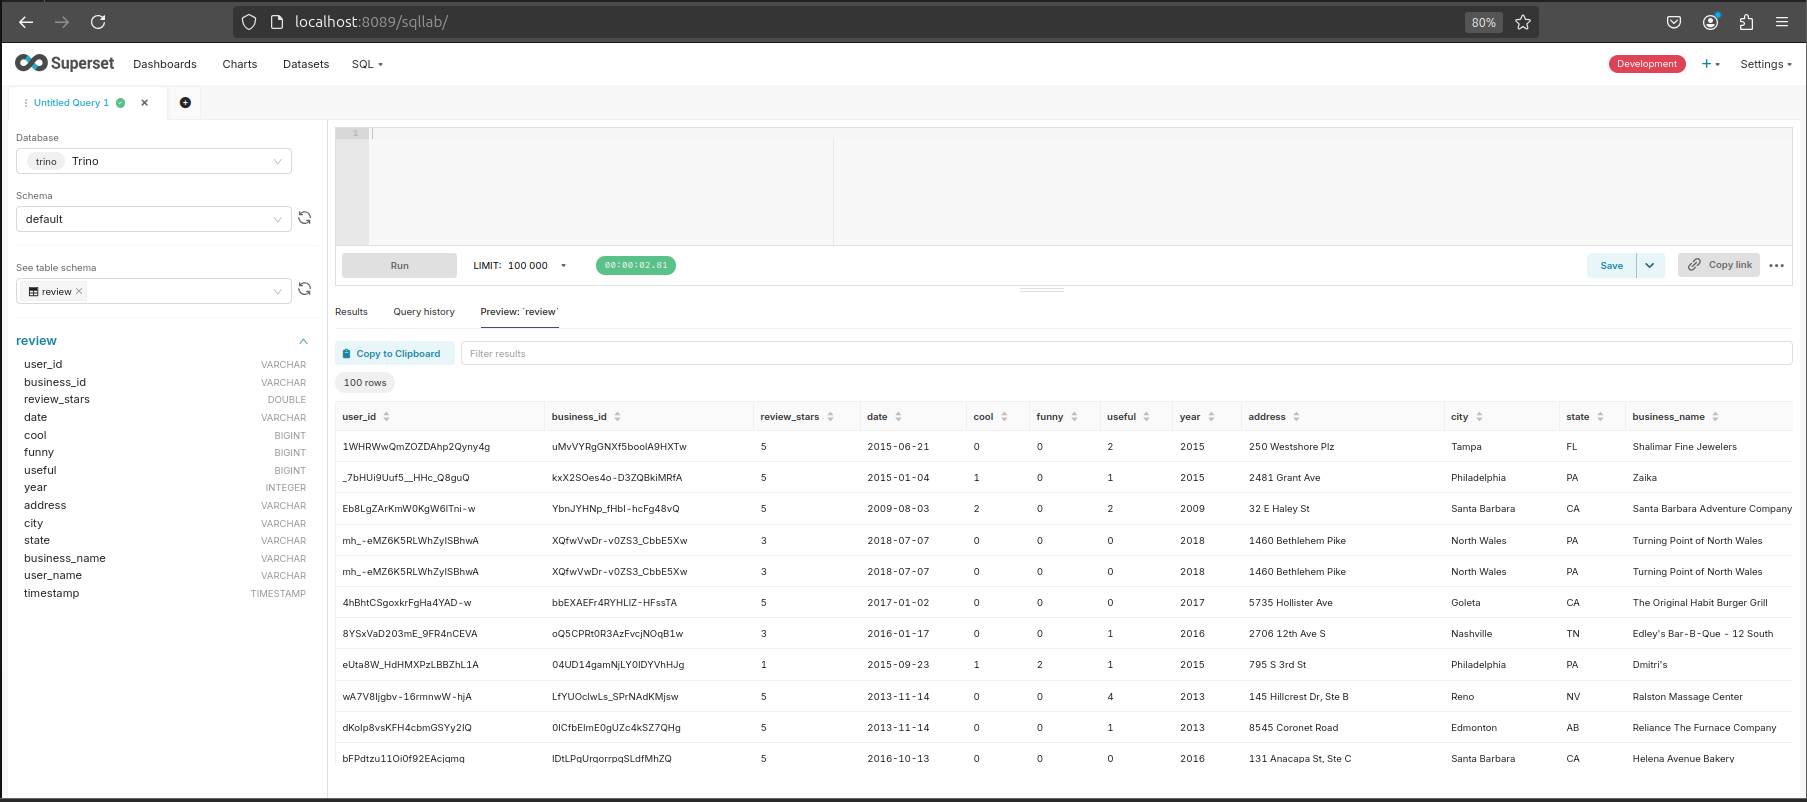 localhost:8089/sqllab/
80%
Superset
Dashboards
Charts
Datasets
SQL
Development
Settings
Untitled Query 1
Database
trino Trino
Schema
default
See table schema
review
review
user_id VARCHAR
business_id VARCHAR
review_stars DOUBLE
date VARCHAR
cool BIGINT
funny BIGINT
useful BIGINT
year INTEGER
address VARCHAR
city VARCHAR
state VARCHAR
business_name VARCHAR
user_name VARCHAR
timestamp TIMESTAMP
1
Run
LIMIT: 100 000
00:00:02.81
Save
Copy link
Results
Query history
Preview: `review`
Copy to Clipboard
Filter results
100 rows
user_id business_id review_stars date cool funny useful year address city state business_name
1WHRWwQmZOZDAhp2Qyny4g uMvVYRgGNXf5boolA9HXTw 5 2015-06-21 0 0 2 2015 250 Westshore Plz Tampa FL Shalimar Fine Jewelers
_7bHUi9Uuf5__HHc_Q8guQ kxX2SOes4o-D3ZQBkiMRfA 5 2015-01-04 1 0 1 2015 2481 Grant Ave Philadelphia PA Zaika
Eb8LgZArKmW0KgW6lTni-w YbnJYHNp_fHbI-hcFg48vQ 5 2009-08-03 2 0 2 2009 32 E Haley St Santa Barbara CA Santa Barbara Adventure Company
mh_-eMZ6K5RLWhZyISBhwA XQfwVwDr-v0ZS3_CbbE5Xw 3 2018-07-07 0 0 0 2018 1460 Bethlehem Pike North Wales PA Turning Point of North Wales
mh_-eMZ6K5RLWhZyISBhwA XQfwVwDr-v0ZS3_CbbE5Xw 3 2018-07-07 0 0 0 2018 1460 Bethlehem Pike North Wales PA Turning Point of North Wales
4hBhtCSgoxkrFgHa4YAD-w bbEXAEFr4RYHLlZ-HFssTA 5 2017-01-02 0 0 0 2017 5735 Hollister Ave Goleta CA The Original Habit Burger Grill
8YSxVaD203mE_9FR4nCEVA oQ5CPRt0R3AzFvcjNOqB1w 3 2016-01-17 0 0 1 2016 2706 12th Ave S Nashville TN Edley's Bar-B-Que - 12 South
eUta8W_HdHMXPzLBBZhL1A 04UD14gamNjLY0IDYVhHJg 1 2015-09-23 1 2 1 2015 795 S 3rd St Philadelphia PA Dmitri's
wA7V8Ijgbv-16rmnwW-hjA LfYUOclwLs_SPrNAdKMjsw 5 2013-11-14 0 0 4 2013 145 Hillcrest Dr, Ste B Reno NV Ralston Massage Center
dKolp8vsKFH4cbmGSYy2lQ 0lCfbElmE0gUZc4kSZ7QHg 5 2013-11-14 0 0 1 2013 8545 Coronet Road Edmonton AB Reliance The Furnace Company
5 2016-10-13 0 0 0 2016 131 Anacapa St, Ste C Santa Barbara CA Helena Avenue Bakery